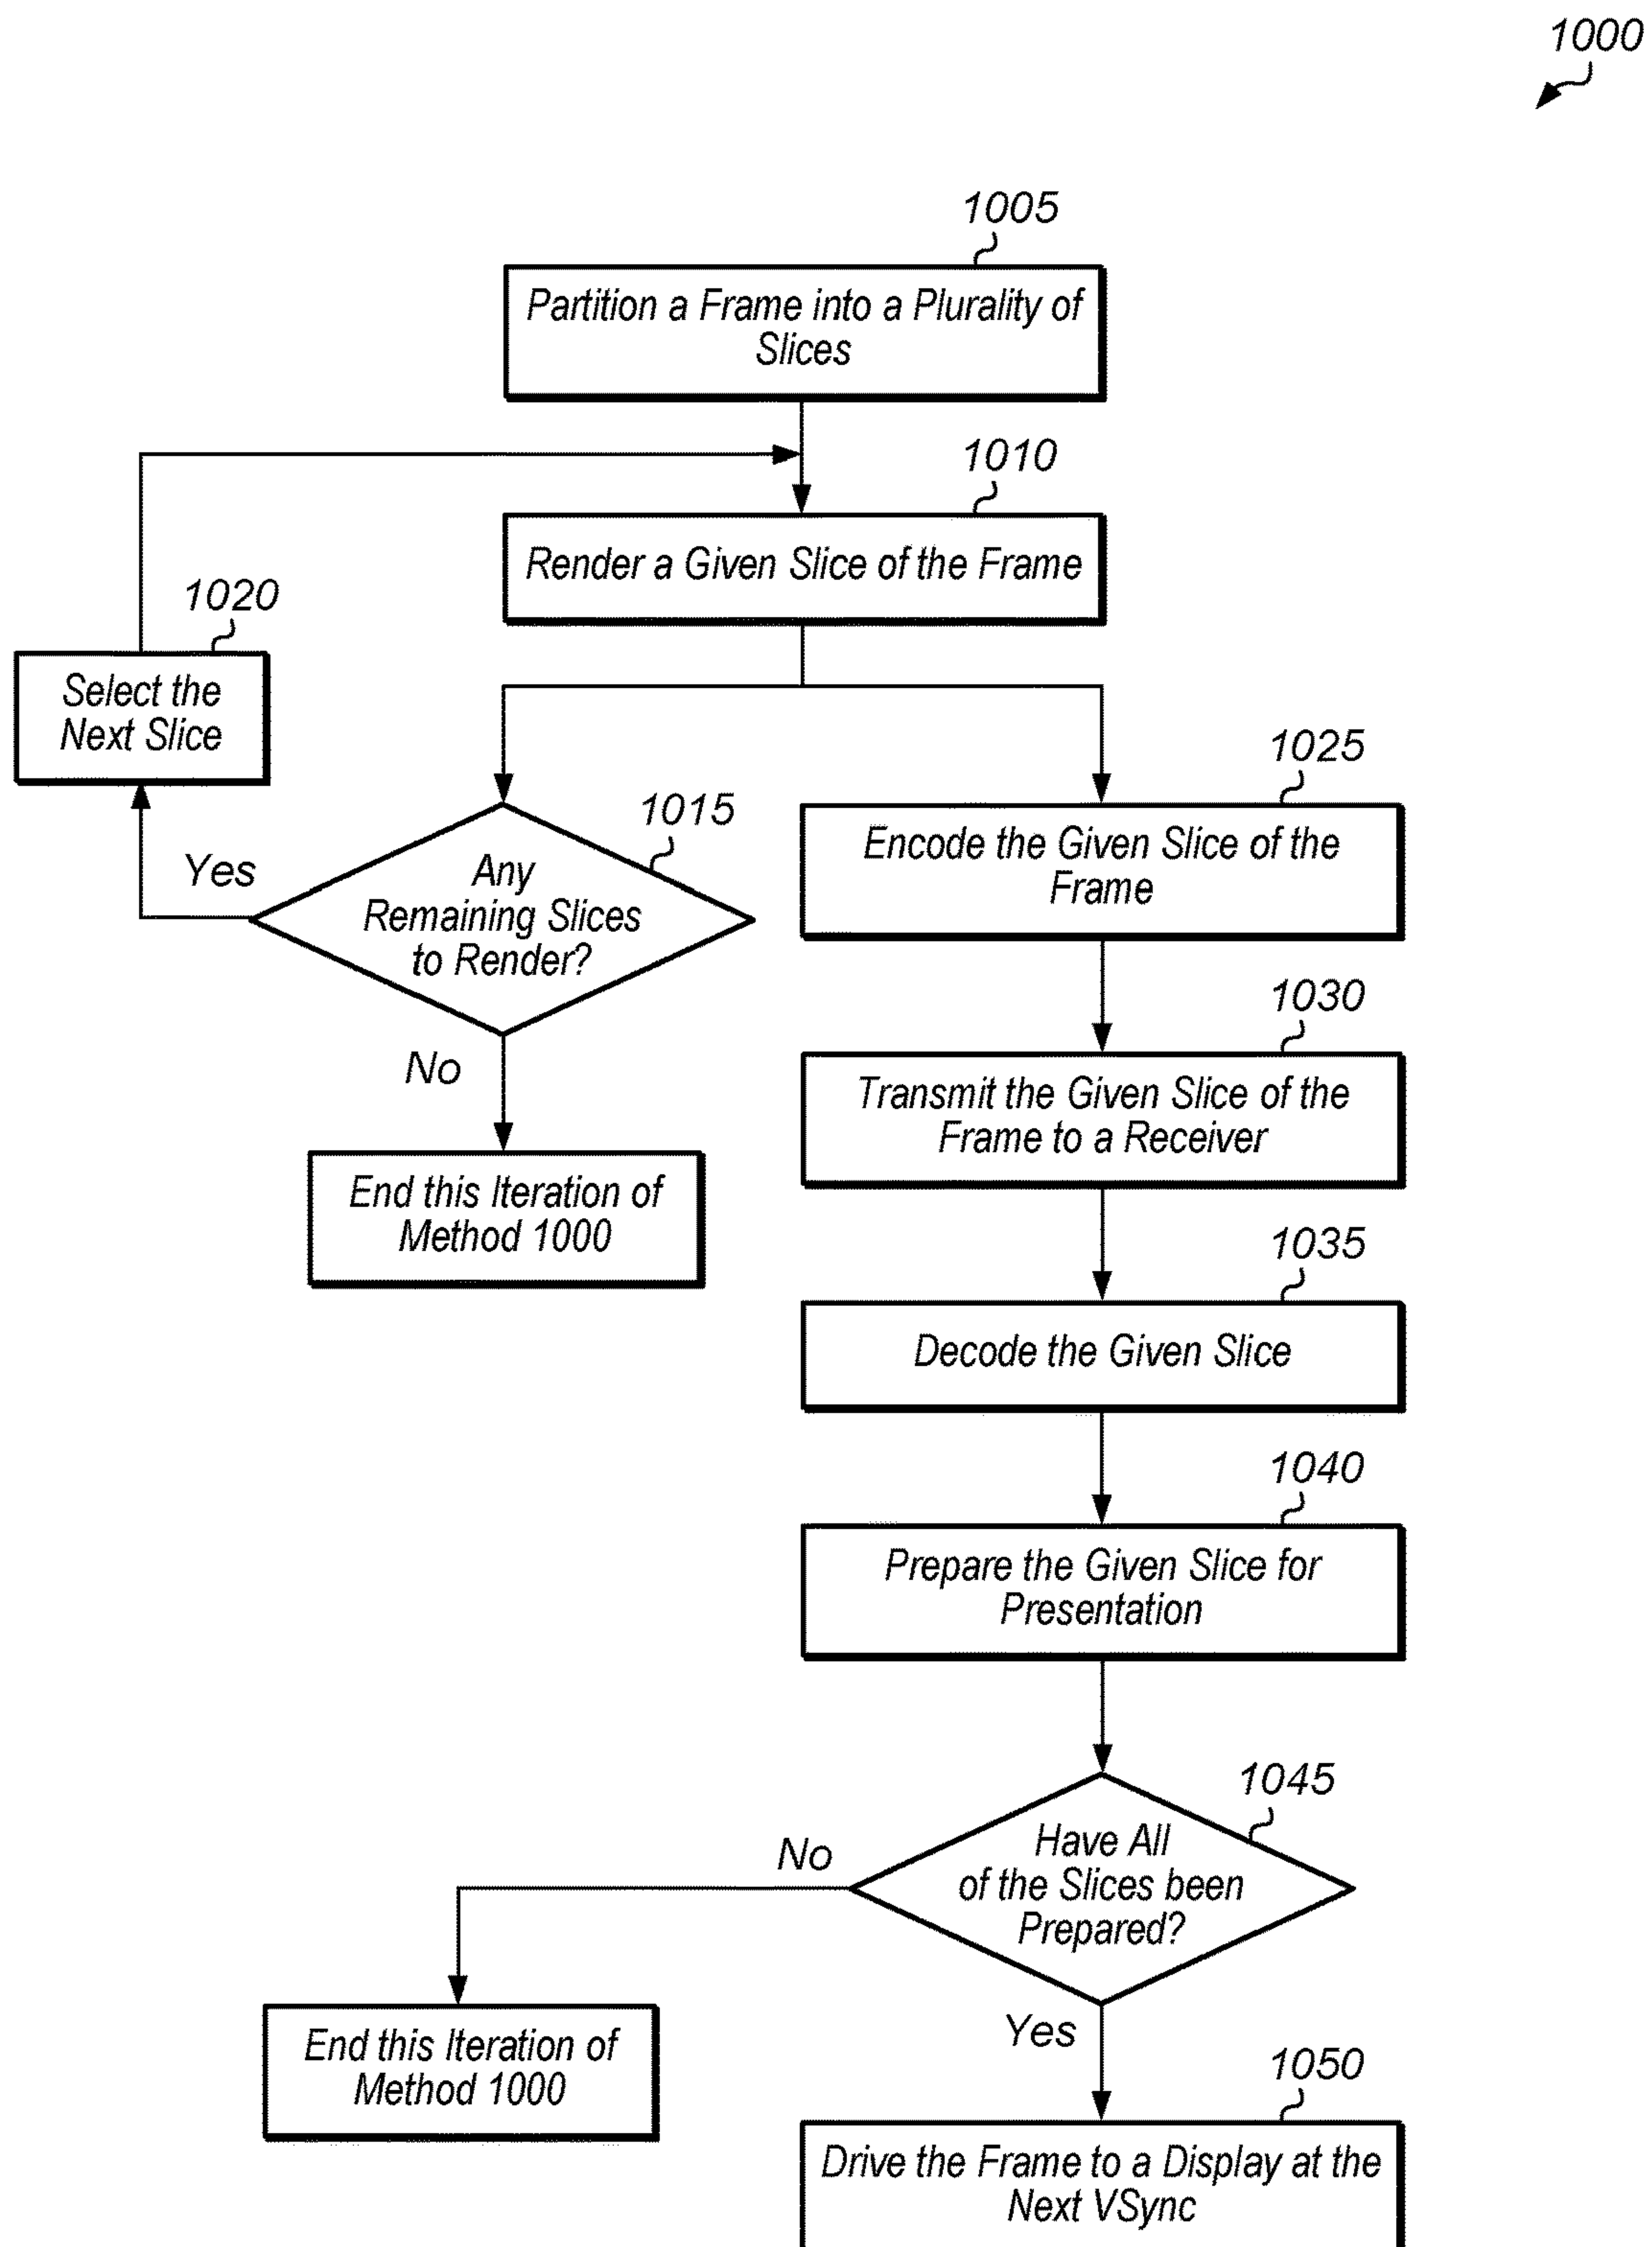 1000
1005
Partition a Frame into a Plurality of
Slices
1010
Render a Given Slice of the Frame
1020
Select the
Next Slice
1015
Yes
Any
Remaining Slices
to Render?
No
End this Iteration of
Method 1000
1025
Encode the Given Slice of the
Frame
1030
Transmit the Given Slice of the
Frame to a Receiver
1035
Decode the Given Slice
1040
Prepare the Given Slice for
Presentation
1045
Have All
of the Slices been
Prepared?
No
End this Iteration of
Method 1000
Yes
1050
Drive the Frame to a Display at the
Next VSync